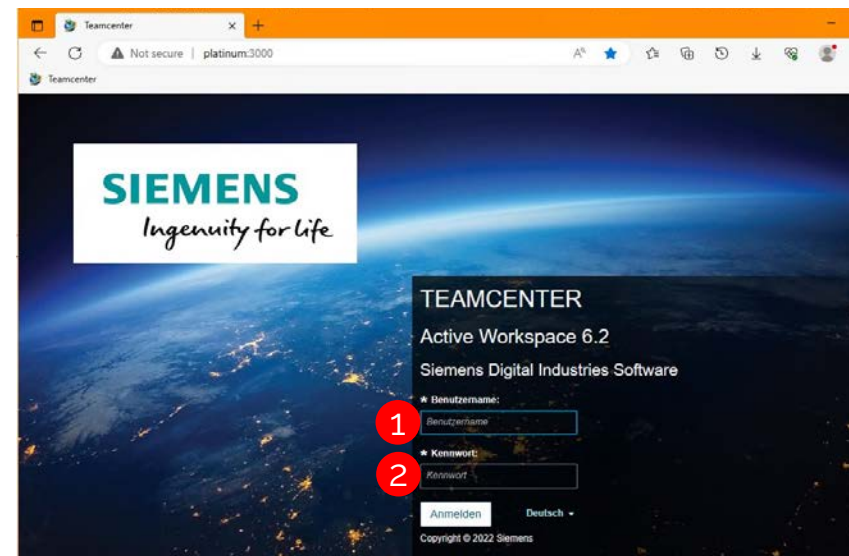 Teamcenter
Not secure | platinum:3000
Teamcenter
SIEMENS
Ingenuity for life
TEAMCENTER
Active Workspace 6.2
Siemens Digital Industries Software
* Benutzername:
1
Benutzername
* Kennwort:
2
Kennwort
Anmelden
Deutsch
Copyright © 2022 Siemens